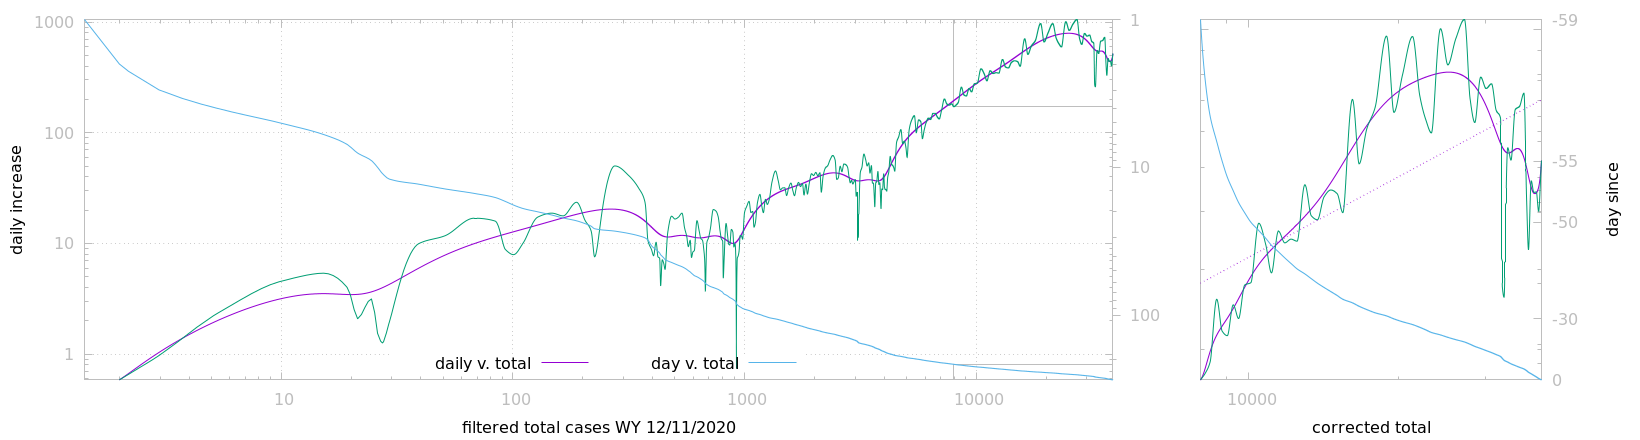 1000
100
10
1
daily increase
10
100
1000
10000
filtered total cases WY 12/11/2020
daily v. total
day v. total
1
10
100
10000
corrected total
-59
-55
-50
-30
0
day since